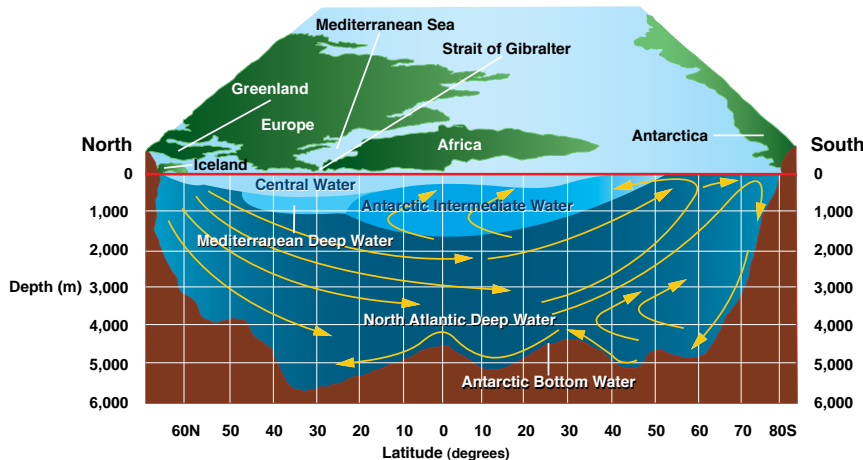 Mediterranean Sea
Strait of Gibralter
Greenland
Europe
Africa
Antarctica
North
South
Iceland
0
0
Central Water
Antarctic Intermediate Water
1,000
1,000
Mediterranean Deep Water
2,000
2,000
Depth (m)
3,000
3,000
North Atlantic Deep Water
4,000
4,000
5,000
5,000
Antarctic Bottom Water
6,000
6,000
60N 50 40 30 20 10 0 10 20 30 40 50 60 70 80S
Latitude (degrees)